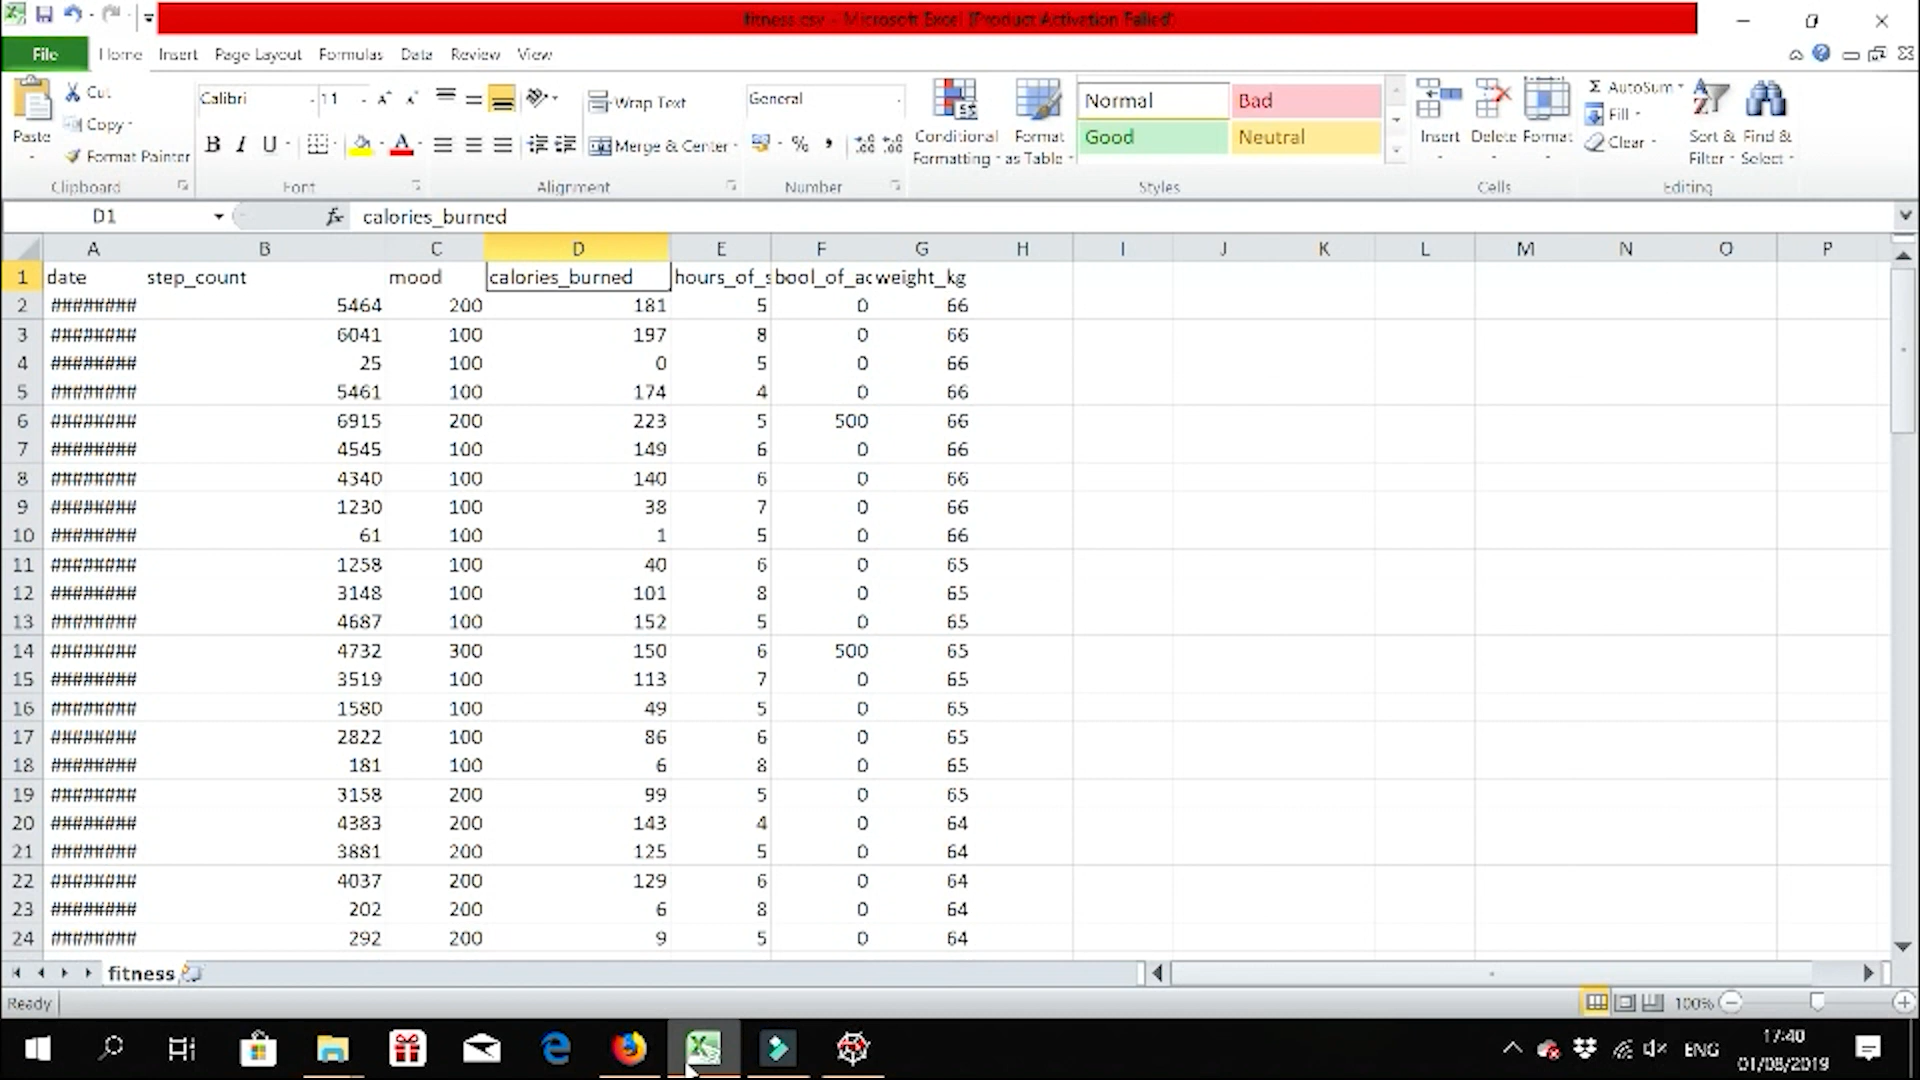 fitness.csv - Microsoft Excel (Product Activation Failed)
File Home Insert Page Layout Formulas Data Review View
Paste
Cut
Copy
Format Painter
Clipboard
Calibri 11
B I U
Font
Wrap Text
Merge & Center
Alignment
General
%
Number
Conditional Formatting
Format as Table
Normal Bad
Good Neutral
Styles
Insert Delete Format
Cells
Σ AutoSum
Fill
Clear
Sort & Filter
Find & Select
Editing
D1 fx calories_burned
A B C D E F G H I J K L M N O P
1 date step_count mood calories_burned hours_of_s bool_of_ac weight_kg
2 ######## 5464 200 181 5 0 66
3 ######## 6041 100 197 8 0 66
4 ######## 25 100 0 5 0 66
5 ######## 5461 100 174 4 0 66
6 ######## 6915 200 223 5 500 66
7 ######## 4545 100 149 6 0 66
8 ######## 4340 100 140 6 0 66
9 ######## 1230 100 38 7 0 66
10 ######## 61 100 1 5 0 66
11 ######## 1258 100 40 6 0 65
12 ######## 3148 100 101 8 0 65
13 ######## 4687 100 152 5 0 65
14 ######## 4732 300 150 6 500 65
15 ######## 3519 100 113 7 0 65
16 ######## 1580 100 49 5 0 65
17 ######## 2822 100 86 6 0 65
18 ######## 181 100 6 8 0 65
19 ######## 3158 200 99 5 0 65
20 ######## 4383 200 143 4 0 64
21 ######## 3881 200 125 5 0 64
22 ######## 4037 200 129 6 0 64
23 ######## 202 200 6 8 0 64
24 ######## 292 200 9 5 0 64
fitness
Ready 100%
ENG 17:40
01/08/2019